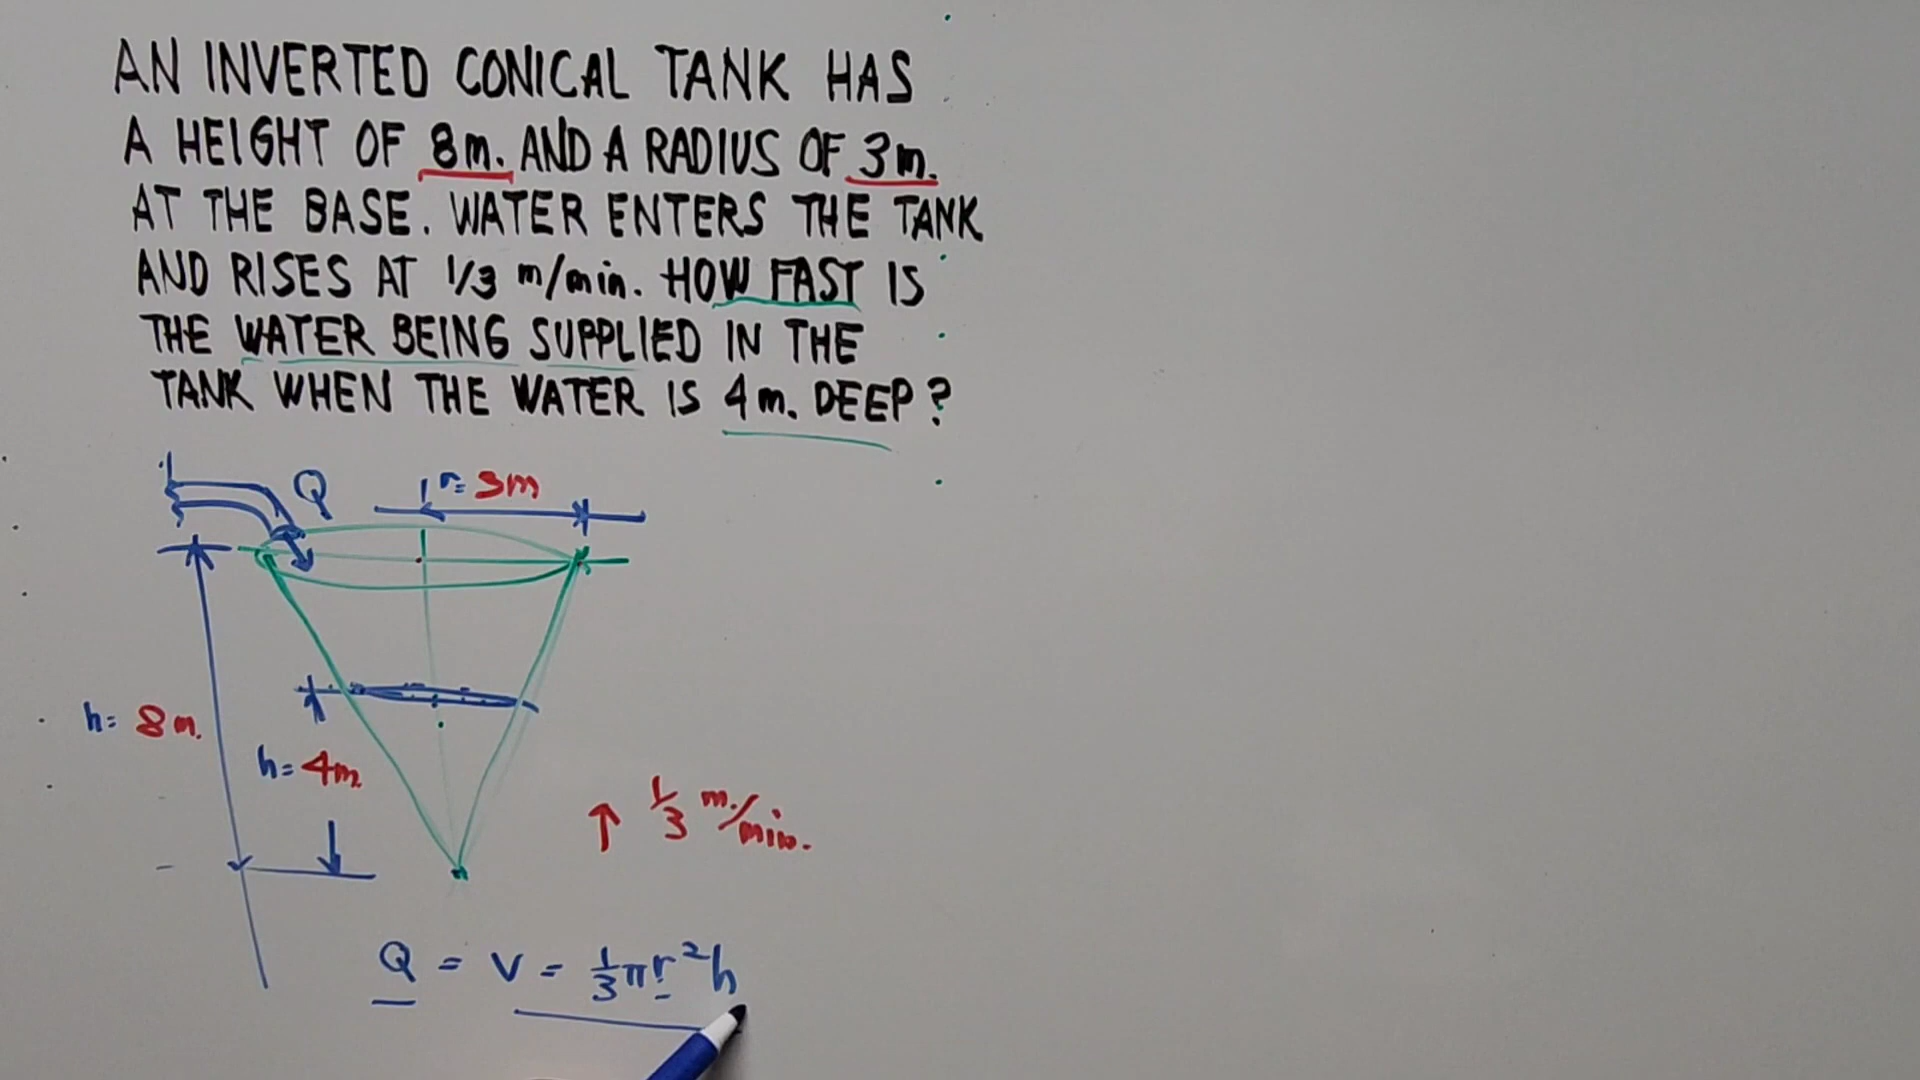 AN INVERTED CONICAL TANK HAS
A HEIGHT OF 8m. AND A RADIUS OF 3m.
AT THE BASE. WATER ENTERS THE TANK
AND RISES AT 1/3 m/min. HOW FAST IS
THE WATER BEING SUPPLIED IN THE
TANK WHEN THE WATER IS 4m. DEEP?
Q
r= 3m
h= 8m.
h= 4m
↑ 1/3 m./min.
Q = V = 1/3πr²h